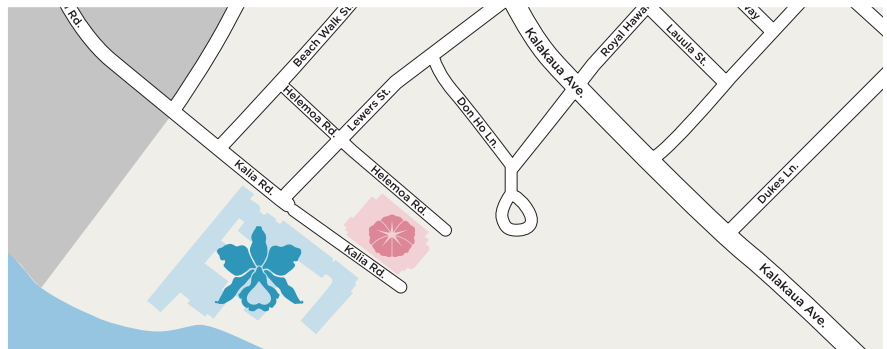 Rd.
Beach Walk St.
Kalakaua Ave.
Royal Hawa
Lauula St.
way
Helemoa Rd.
Lewers St.
Don Ho Ln.
Kalia Rd.
Helemoa Rd.
Dukes Ln.
Kalia Rd.
Kalakaua Ave.